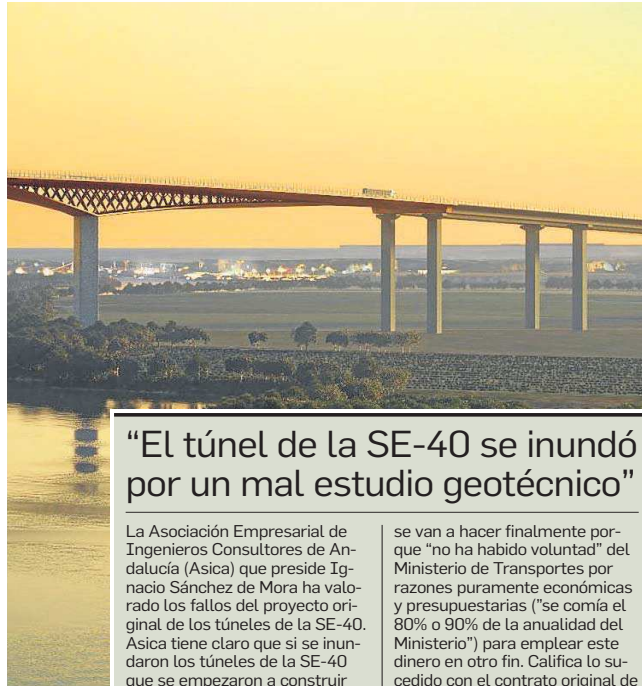 “El túnel de la SE-40 se inundó
por un mal estudio geotécnico”
La Asociación Empresarial de
Ingenieros Consultores de An-
dalucía (Asica) que preside Ig-
nacio Sánchez de Mora ha valo-
rado los fallos del proyecto ori-
ginal de los túneles de la SE-40.
Asica tiene claro que si se inun-
daron los túneles de la SE-40
que se empezaron a construir
se van a hacer finalmente por-
que “no ha habido voluntad” del
Ministerio de Transportes por
razones puramente económicas
y presupuestarias (”se comía el
80% o 90% de la anualidad del
Ministerio”) para emplear este
dinero en otro fin. Califica lo su-
cedido con el contrato original de